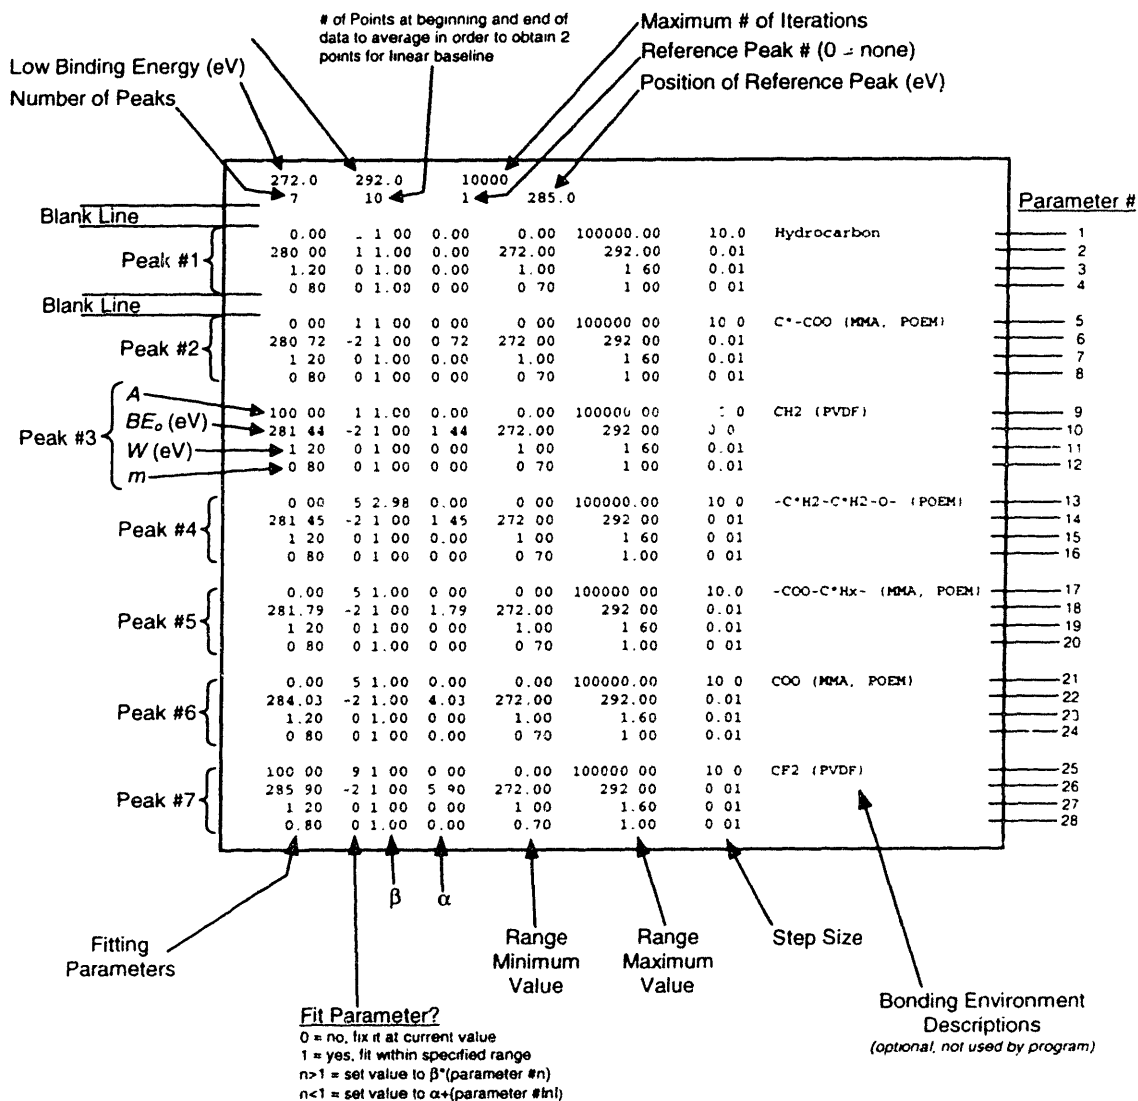 # of Points at beginning and end of
data to average in order to obtain 2
points for linear baseline
Maximum # of Iterations
Reference Peak # (0 = none)
Position of Reference Peak (eV)
Low Binding Energy (eV)
Number of Peaks
272.0 292.0 10000
7 10 1 285.0
Parameter #
Blank Line
Peak #1
0.00 1 00 0.00 0.00 100000.00 10.0 Hydrocarbon 1
280 00 1 1.00 0.00 272.00 292.00 0.01 2
1.20 0 1.00 0.00 1.00 1 60 0.01 3
0 80 0 1.00 0 00 0 70 1 00 0 01 4
Blank Line
Peak #2
0 00 1 1 00 0 00 0 00 100000 00 10 0 C*-COO (MMA, POEM) 5
280 72 -2 1 00 0 72 272 00 292 00 0.01 6
1 20 0 1 00 0.00 1.00 1 60 0.01 7
0 80 0 1 00 0 00 0 70 1 00 0 01 8
Peak #3
A
BEo (eV)
W (eV)
m
100 00 1 1.00 0.00 0.00 100000 00 0 CH2 (PVDF) 9
281 44 -2 1 00 1 44 272.00 292 00 10
1 20 0 1 00 0 00 1 00 1 60 0.01 11
0 80 0 1 00 0 00 0 70 1 00 0.01 12
Peak #4
0 00 5 2.98 0.00 0 00 100000.00 10 0 -C*H2-C*H2-O- (POEM) 13
281 45 -2 1 00 1 45 272 00 292 00 0 01 14
1 20 0 1 00 0.00 1 00 1 60 0 01 15
0 80 0 1 00 0 00 0 70 1.00 0 01 16
Peak #5
0.00 5 1.00 0.00 0.00 100000 00 10.0 -COO-C*Hx- (MMA, POEM) 17
281.79 -2 1 00 1.79 272.00 292 00 0.01 18
1 20 0 1 00 0 00 1.00 1 60 0.01 19
0 80 0 1.00 0 00 0 70 1.00 0 01 20
Peak #6
0.00 5 1.00 0.00 0.00 100000.00 10 0 COO (MMA, POEM) 21
284.03 -2 1.00 4.03 272.00 292.00 0.01 22
1.20 0 1.00 0.00 1.00 1.60 0.01 23
0 80 0 1 00 0 00 0 70 1 00 0.01 24
Peak #7
100 00 9 1 00 0 00 0.00 100000 00 10 0 CF2 (PVDF) 25
285 90 -2 1 00 5 90 272.00 292 00 0 01 26
1 20 0 1 00 0 00 1 00 1.60 0 01 27
0.80 0 1.00 0.00 0.70 1.00 0 01 28
β α
Fitting
Parameters
Range
Minimum
Value
Range
Maximum
Value
Step Size
Bonding Environment
Descriptions
(optional, not used by program)
Fit Parameter?
0 = no, fix it at current value
1 = yes, fit within specified range
n>1 = set value to β*(parameter #n)
n<1 = set value to α+(parameter #|n|)